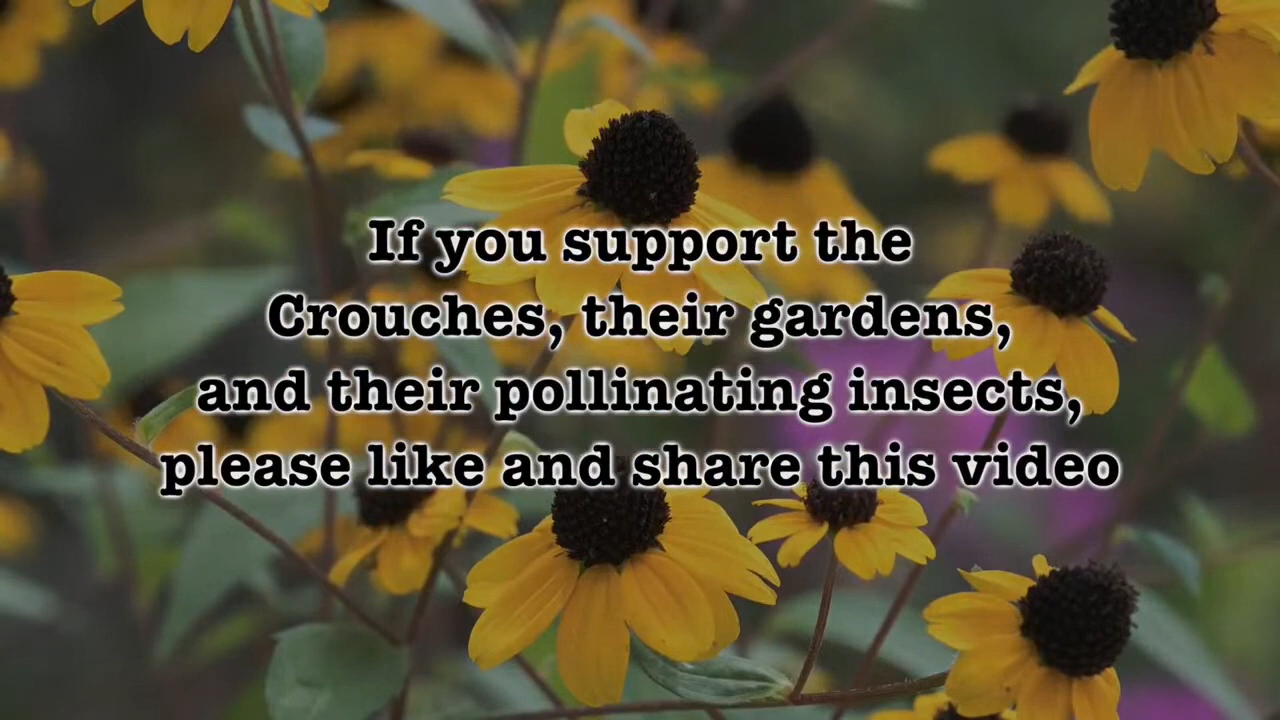 If you support the
Crouches, their gardens,
and their pollinating insects,
please like and share this video